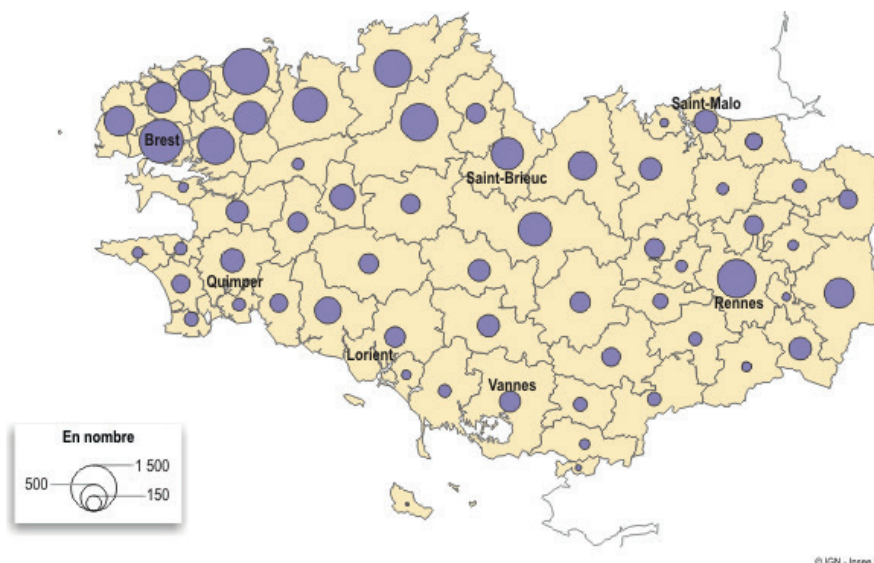 Saint-Malo
Brest
Saint-Brieuc
Quimper
Rennes
Lorient
Vannes
En nombre
1 500
500
150
© IGN - Insee